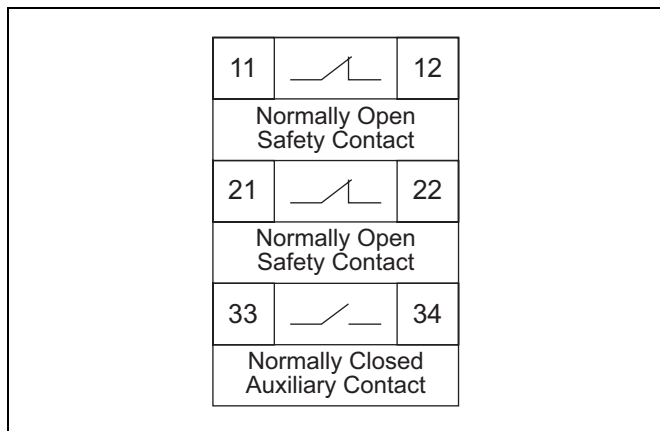 11 12
Normally Open
Safety Contact
21 22
Normally Open
Safety Contact
33 34
Normally Closed
Auxiliary Contact